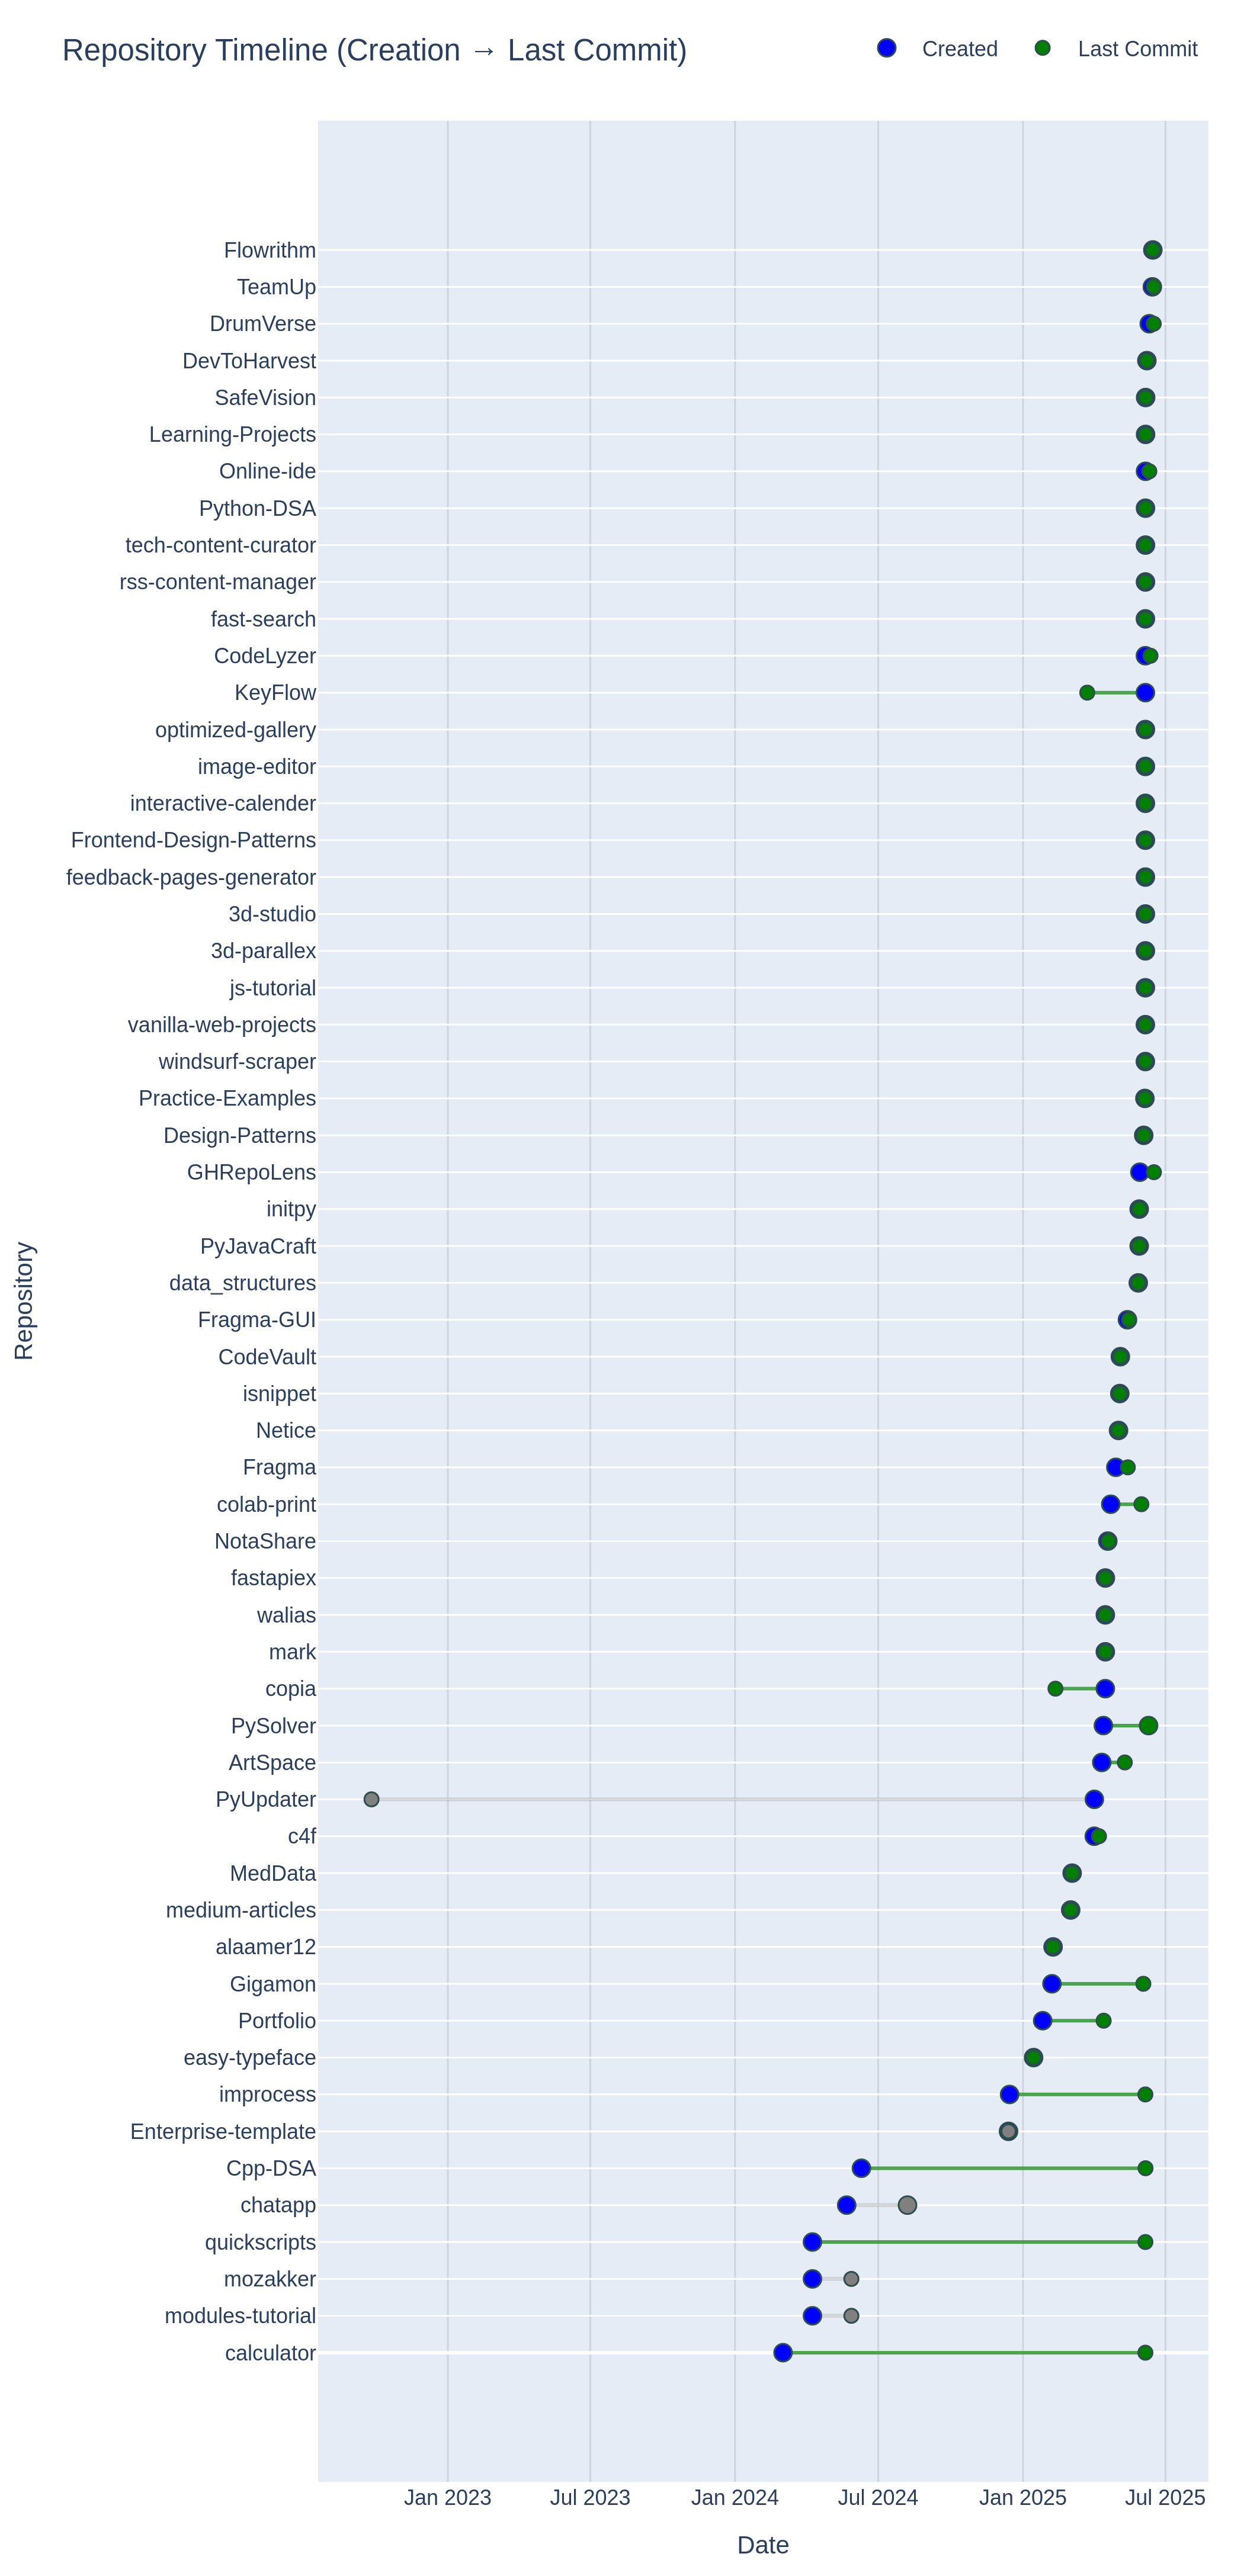 Repository Timeline (Creation → Last Commit)
Created
Last Commit
Flowrithm
TeamUp
DrumVerse
DevToHarvest
SafeVision
Learning-Projects
Online-ide
Python-DSA
tech-content-curator
rss-content-manager
fast-search
CodeLyzer
KeyFlow
optimized-gallery
image-editor
interactive-calender
Frontend-Design-Patterns
feedback-pages-generator
3d-studio
3d-parallex
js-tutorial
vanilla-web-projects
windsurf-scraper
Practice-Examples
Design-Patterns
GHRepoLens
initpy
PyJavaCraft
data_structures
Fragma-GUI
CodeVault
isnippet
Netice
Fragma
colab-print
NotaShare
fastapiex
walias
mark
copia
PySolver
ArtSpace
PyUpdater
c4f
MedData
medium-articles
alaamer12
Gigamon
Portfolio
easy-typeface
improcess
Enterprise-template
Cpp-DSA
chatapp
quickscripts
mozakker
modules-tutorial
calculator
Repository
Jan 2023
Jul 2023
Jan 2024
Jul 2024
Jan 2025
Jul 2025
Date